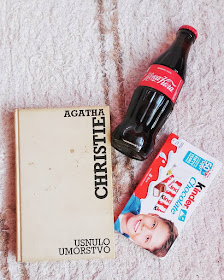 AGATHA
CHRISTIE
USNULO
UMORSTVO
Coca-Cola
Kinder
Chocolate